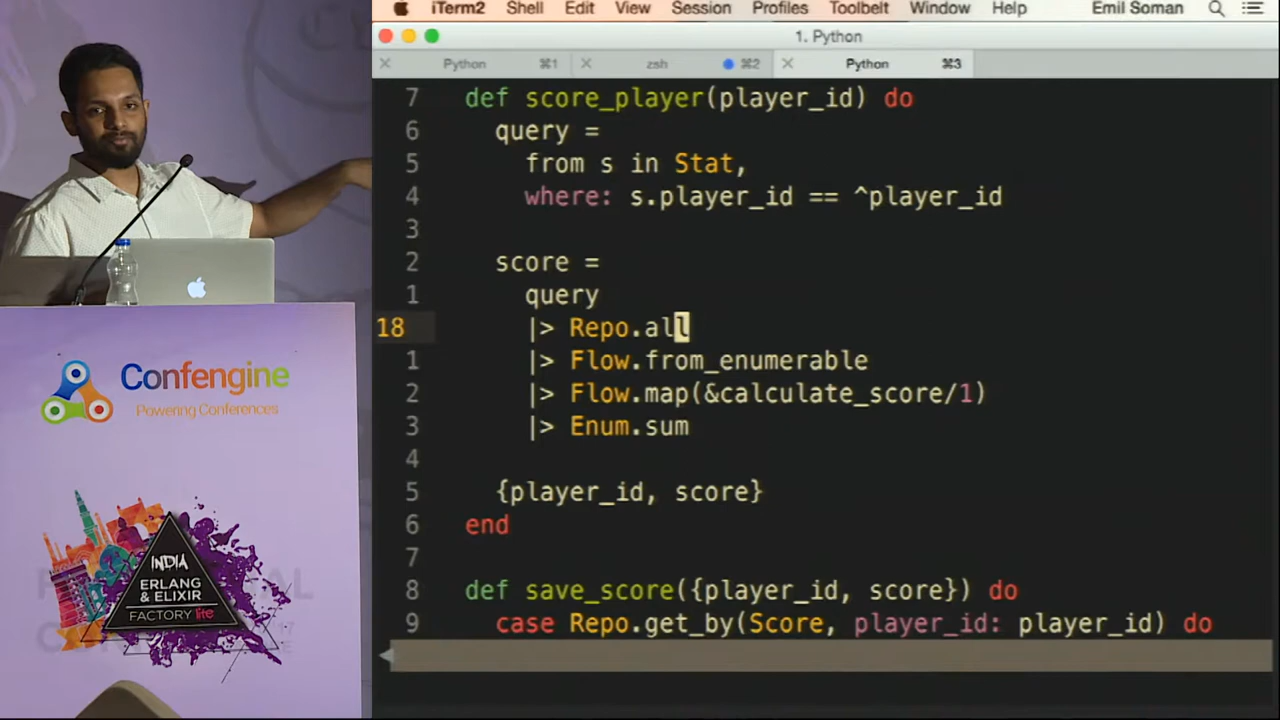 iTerm2 Shell Edit View Session Profiles Toolbelt Window Help Emil Soman
1. Python
Python ⌘1 zsh ⌘2 Python ⌘3
7 def score_player(player_id) do
6 query =
5 from s in Stat,
4 where: s.player_id == ^player_id
3
2 score =
1 query
18 |> Repo.all
1 |> Flow.from_enumerable
2 |> Flow.map(&calculate_score/1)
3 |> Enum.sum
4
5 {player_id, score}
6 end
7
8 def save_score({player_id, score}) do
9 case Repo.get_by(Score, player_id: player_id) do
Confengine
Powering Conferences
INDIA
ERLANG
& ELIXIR
FACTORY lite